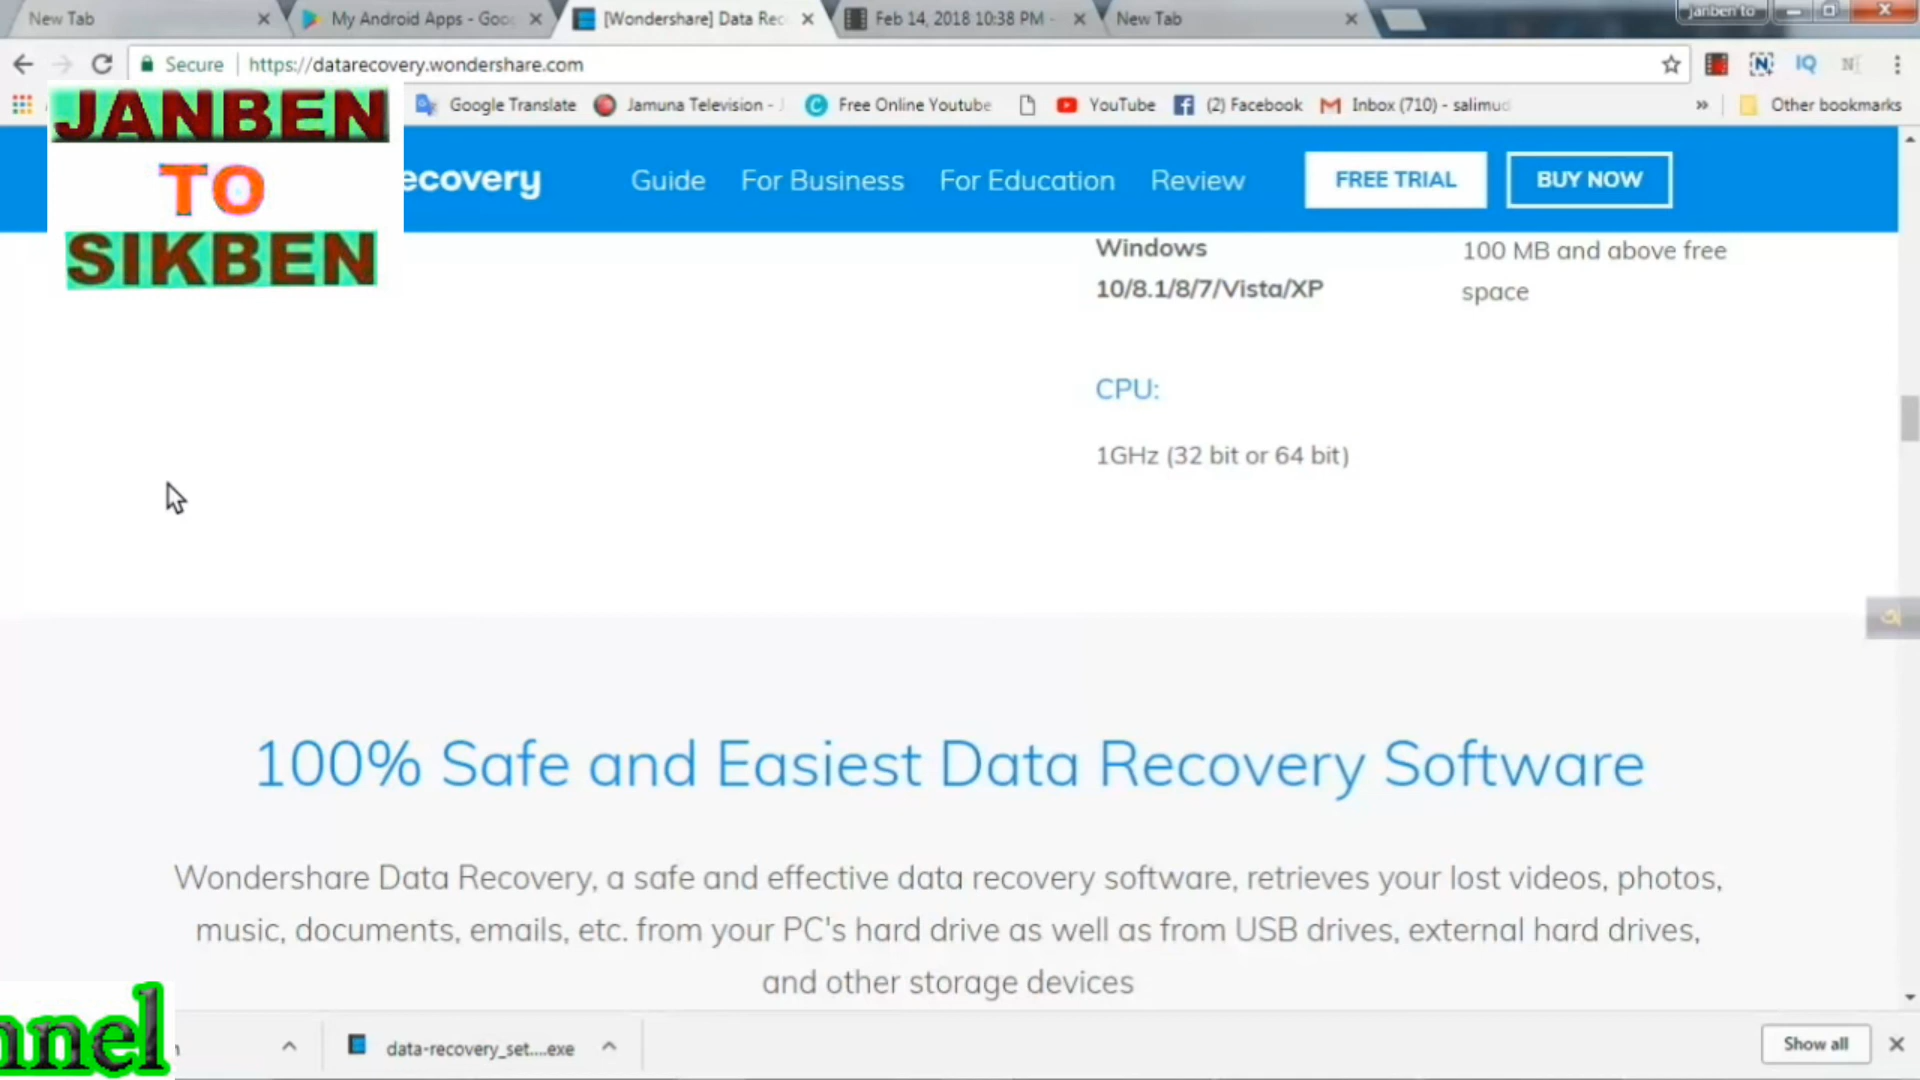 New Tab
My Android Apps - Goo
[Wondershare] Data Rec
Feb 14, 2018 10:38 PM -
New Tab
janben to
Secure
https://datarecovery.wondershare.com
IQ
Google Translate
Jamuna Television -
Free Online Youtube
YouTube
(2) Facebook
Inbox (710) - salimud
Other bookmarks
JANBEN
TO
SIKBEN
ecovery
Guide
For Business
For Education
Review
FREE TRIAL
BUY NOW
Windows
10/8.1/8/7/Vista/XP
100 MB and above free
space
CPU:
1GHz (32 bit or 64 bit)
100% Safe and Easiest Data Recovery Software
Wondershare Data Recovery, a safe and effective data recovery software, retrieves your lost videos, photos,
music, documents, emails, etc. from your PC's hard drive as well as from USB drives, external hard drives,
and other storage devices
nnel
data-recovery_set....exe
Show all